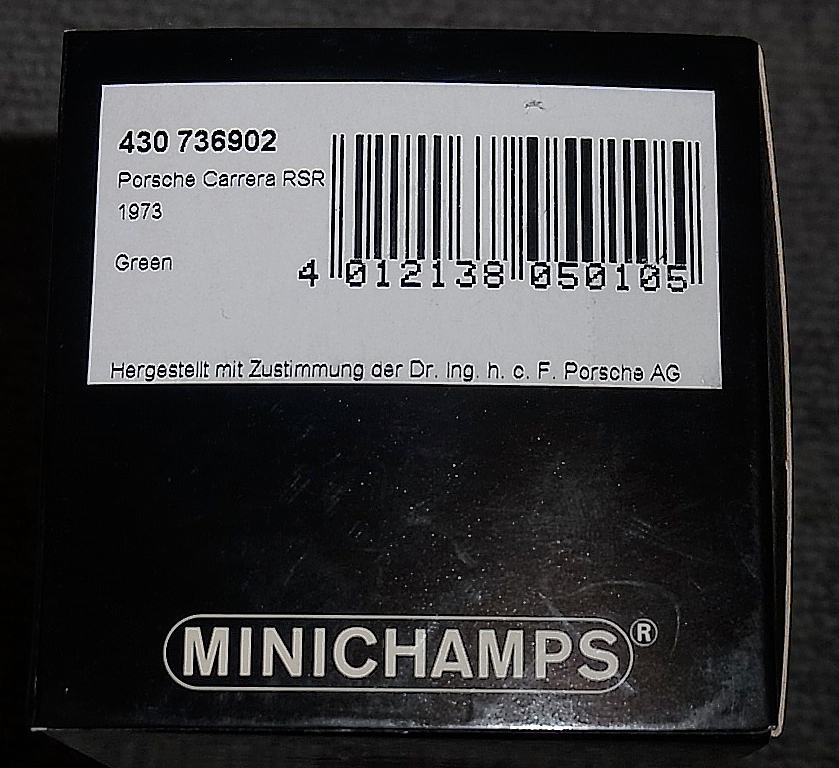 430 736902
Porsche Carrera RSR
1973
Green
4 012138 050105
Hergestellt mit Zustimmung der Dr. Ing. h. c. F. Porsche AG
MINICHAMPS®